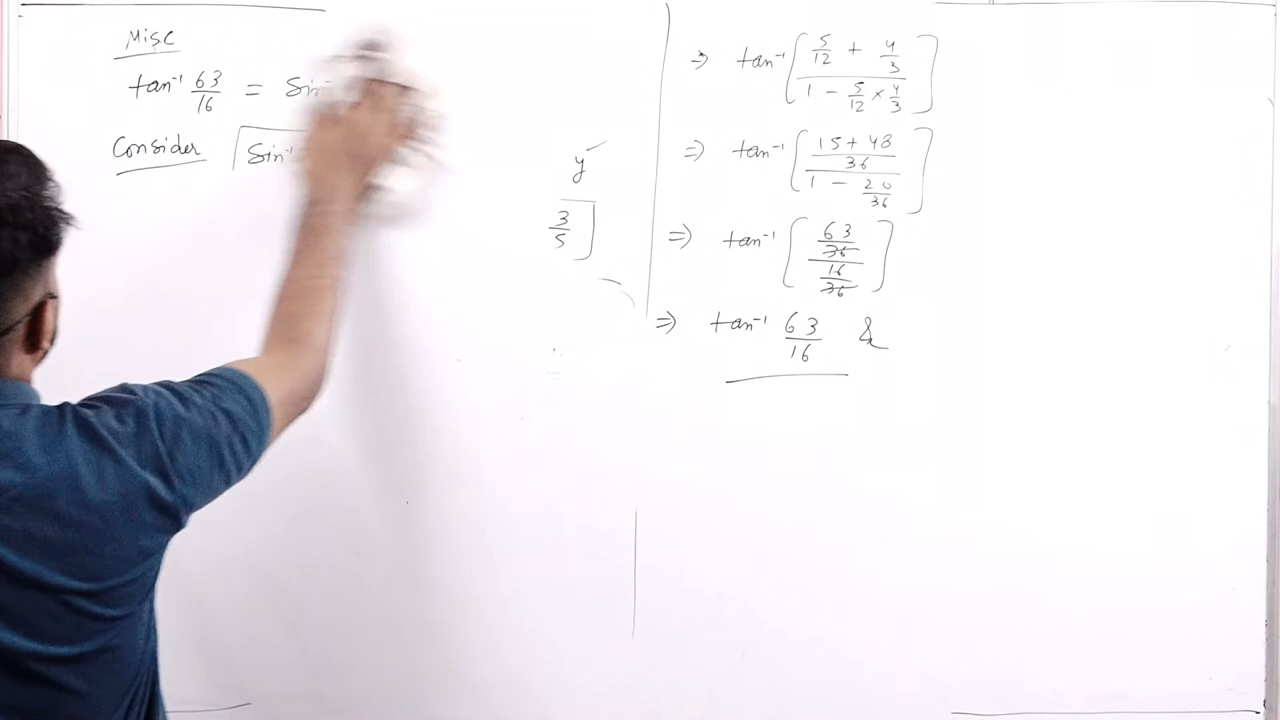 Misc
tan⁻¹ 63/16 = Sin⁻
Consider Sin⁻¹
y
3/5
⇒ tan⁻¹ [ (5/12 + 4/3) / (1 − 5/12 × 4/3) ]
⇒ tan⁻¹ [ ((15 + 48)/36) / (1 − 20/36) ]
⇒ tan⁻¹ [ (63/36) / (16/36) ]
⇒ tan⁻¹ 63/16